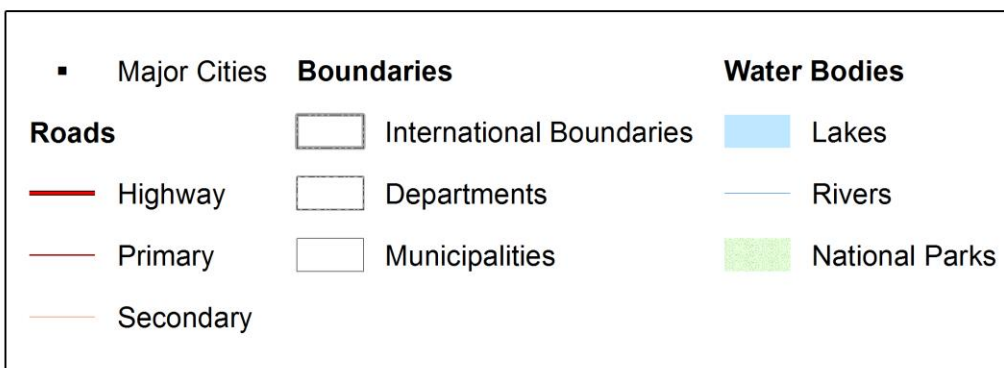 Major Cities
Roads
Highway
Primary
Secondary
Boundaries
International Boundaries
Departments
Municipalities
Water Bodies
Lakes
Rivers
National Parks